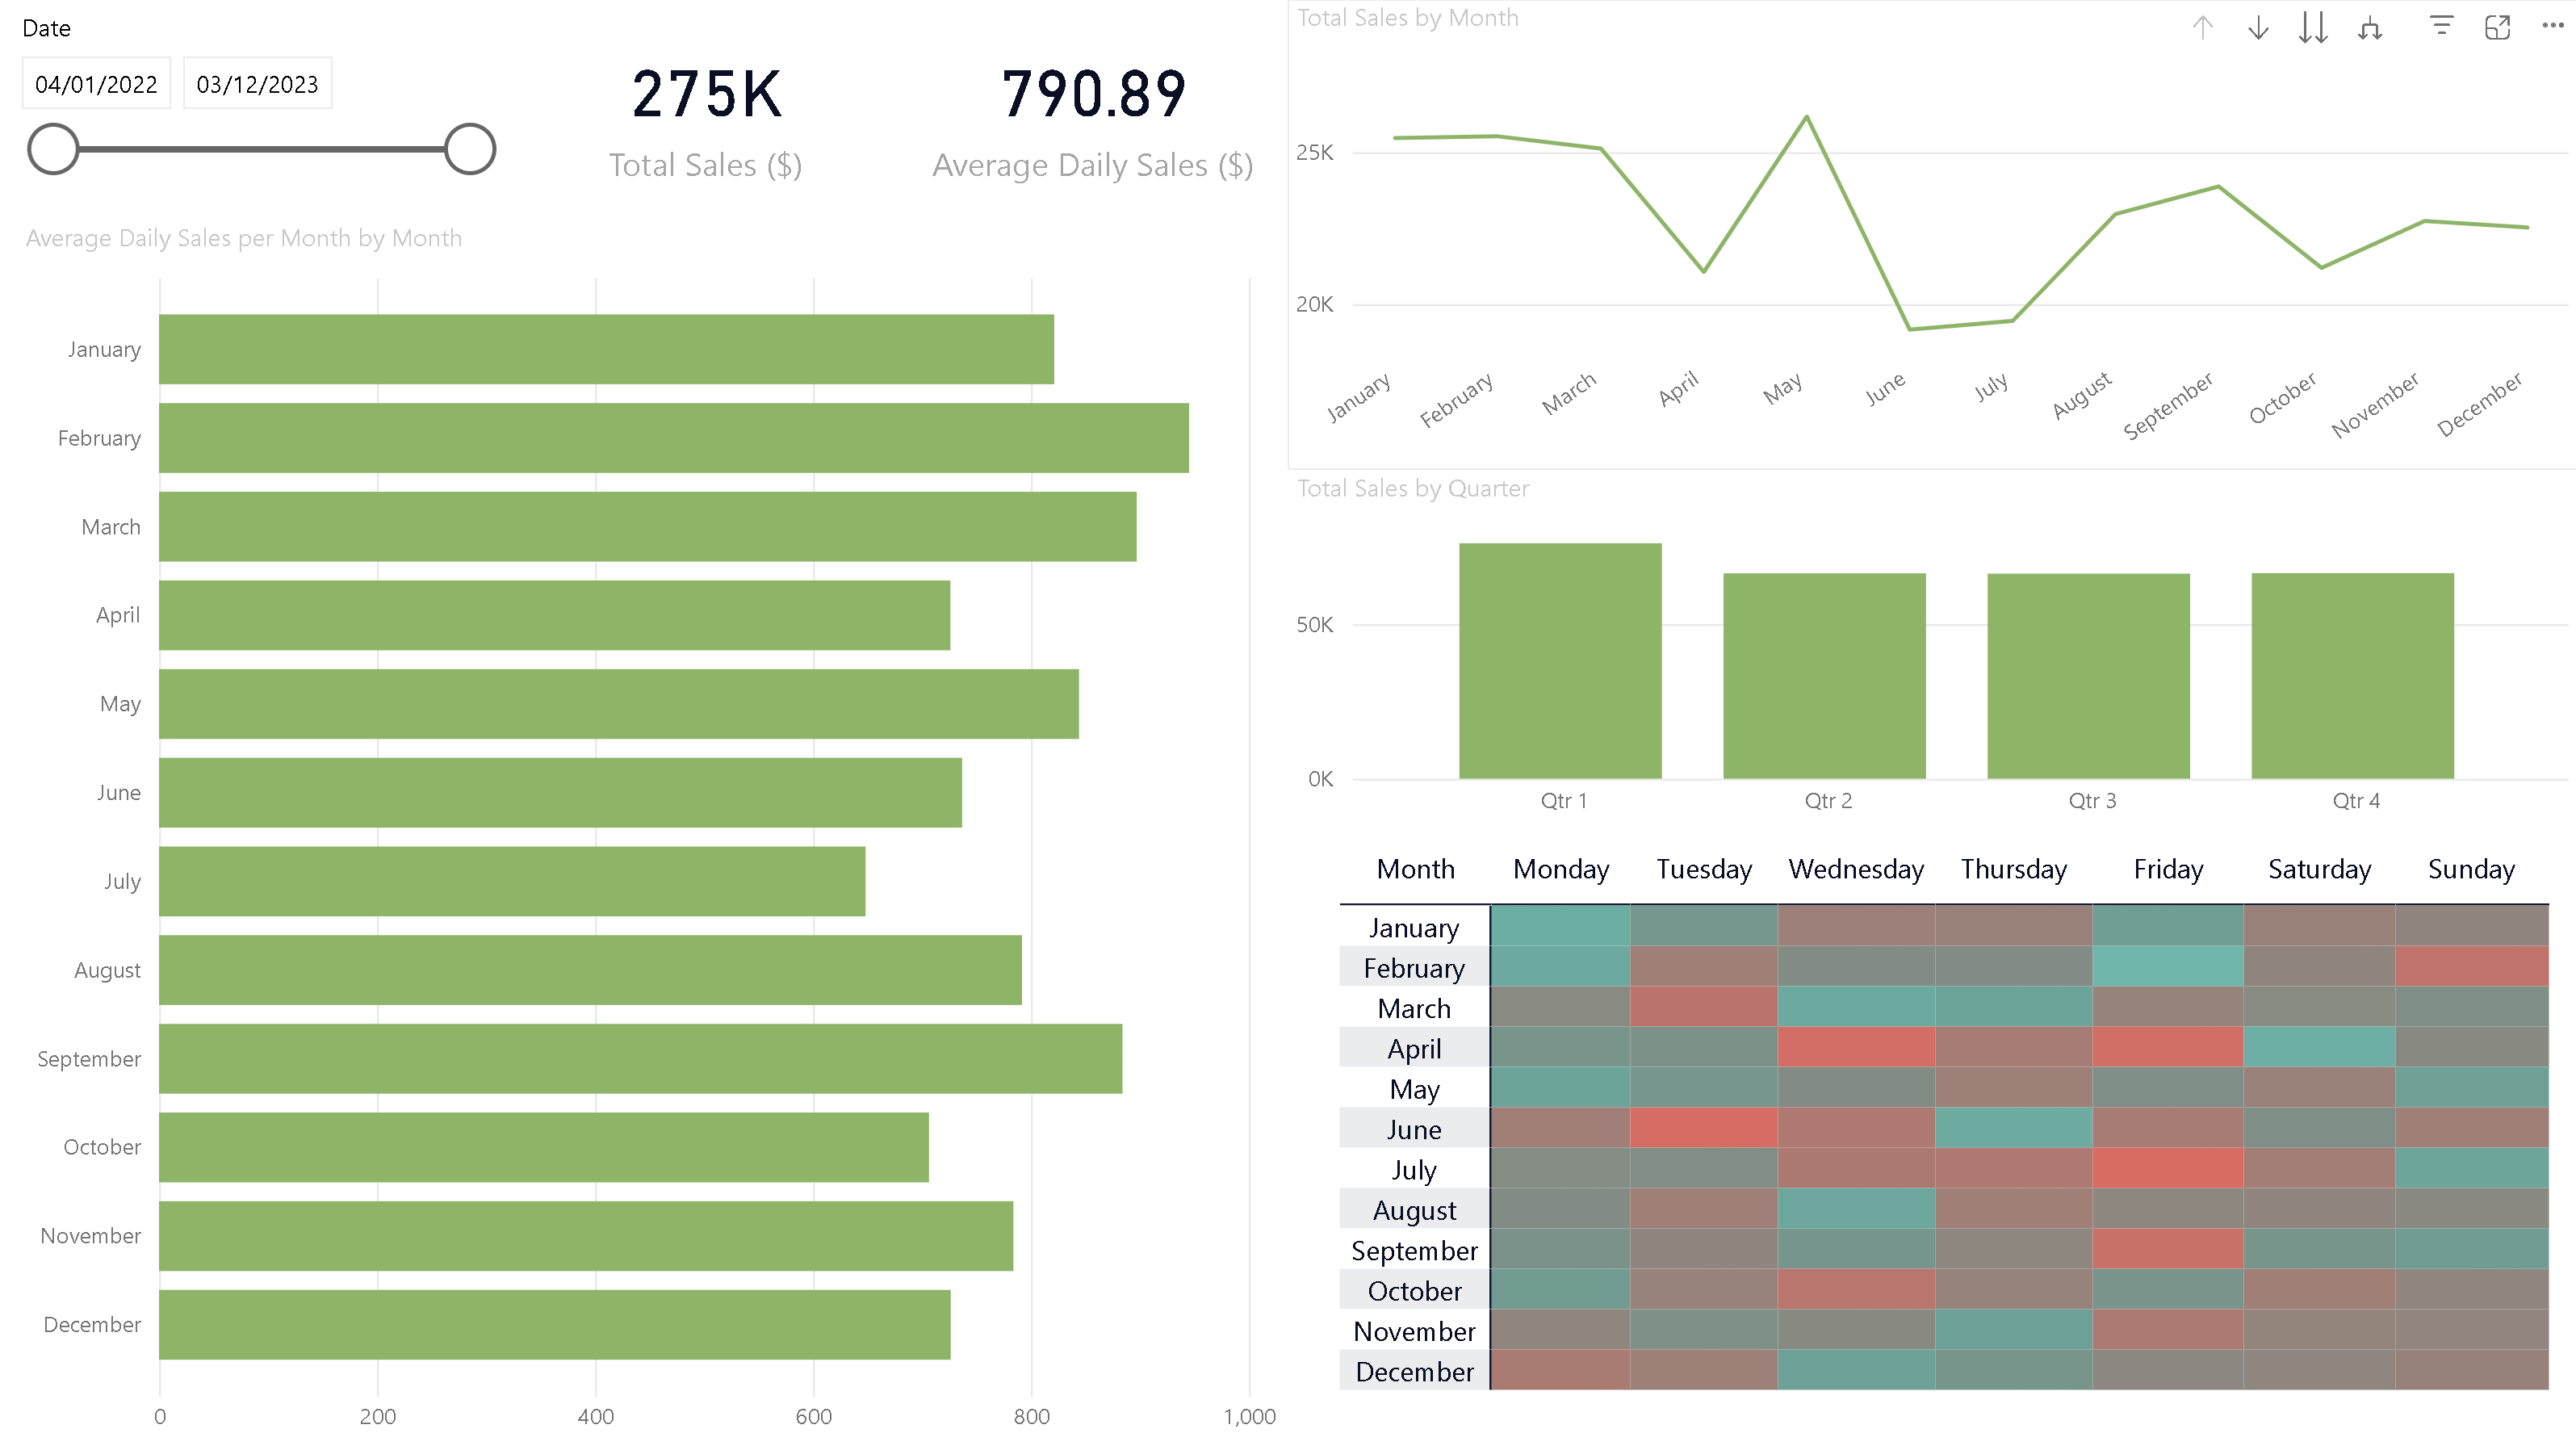 Date
04/01/2022 03/12/2023
275K
Total Sales ($)
790.89
Average Daily Sales ($)
Average Daily Sales per Month by Month
January
February
March
April
May
June
July
August
September
October
November
December
0 200 400 600 800 1,000
Total Sales by Month
25K
20K
January February March April May June July August September October November December
Total Sales by Quarter
50K
0K
Qtr 1 Qtr 2 Qtr 3 Qtr 4
Month Monday Tuesday Wednesday Thursday Friday Saturday Sunday
January
February
March
April
May
June
July
August
September
October
November
December